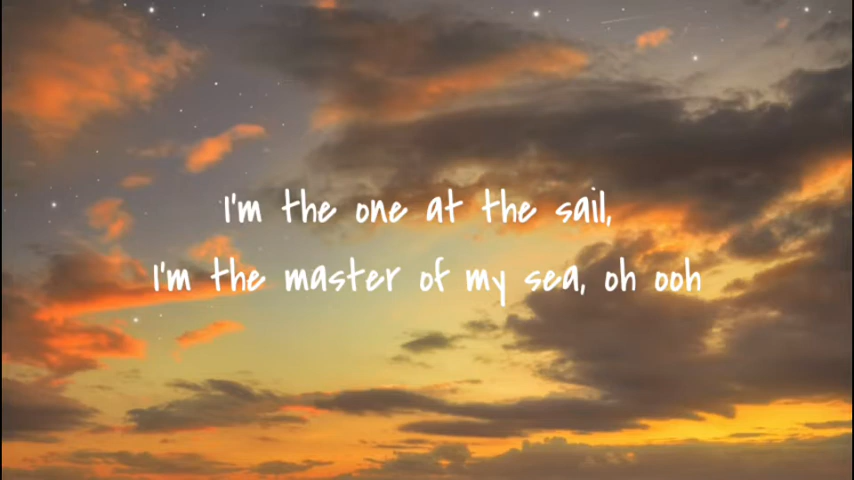 I'm the one at the sail,
I'm the master of my sea, oh ooh